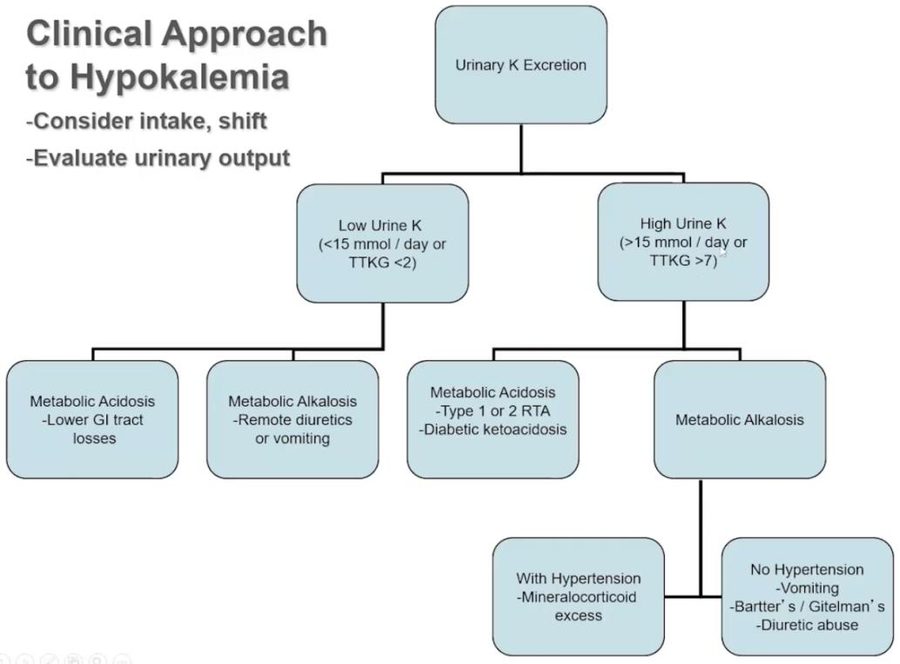 Clinical Approach
to Hypokalemia
-Consider intake, shift
-Evaluate urinary output
Urinary K Excretion
Low Urine K
(<15 mmol / day or
TTKG <2)
High Urine K
(>15 mmol / day or
TTKG >7)
Metabolic Acidosis
-Lower GI tract
losses
Metabolic Alkalosis
-Remote diuretics
or vomiting
Metabolic Acidosis
-Type 1 or 2 RTA
-Diabetic ketoacidosis
Metabolic Alkalosis
With Hypertension
-Mineralocorticoid
excess
No Hypertension
-Vomiting
-Bartter’s / Gitelman’s
-Diuretic abuse